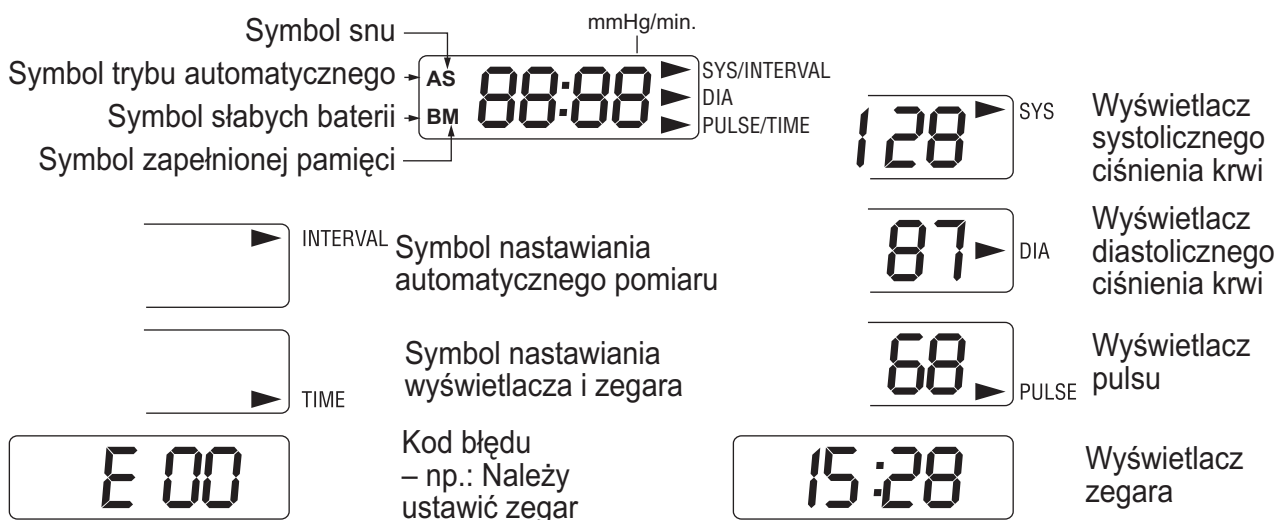 mmHg/min.
Symbol snu
Symbol trybu automatycznego
Symbol słabych baterii
Symbol zapełnionej pamięci
AS
BM
88:88
SYS/INTERVAL
DIA
PULSE/TIME
128
SYS
Wyświetlacz
systolicznego
ciśnienia krwi
INTERVAL
Symbol nastawiania
automatycznego pomiaru
87
DIA
Wyświetlacz
diastolicznego
ciśnienia krwi
TIME
Symbol nastawiania
wyświetlacza i zegara
68
PULSE
Wyświetlacz
pulsu
E 00
Kod błędu
– np.: Należy
ustawić zegar
15:28
Wyświetlacz
zegara